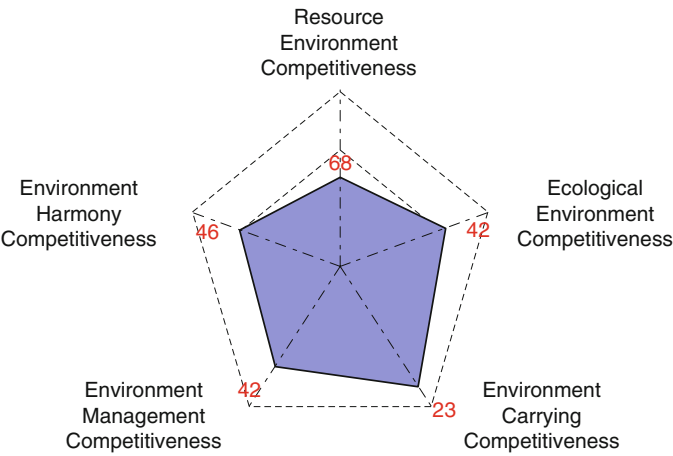 Resource
Environment
Competitiveness
68
Environment
Harmony
Competitiveness
46
Ecological
Environment
Competitiveness
42
Environment
Management
Competitiveness
42
Environment
Carrying
Competitiveness
23